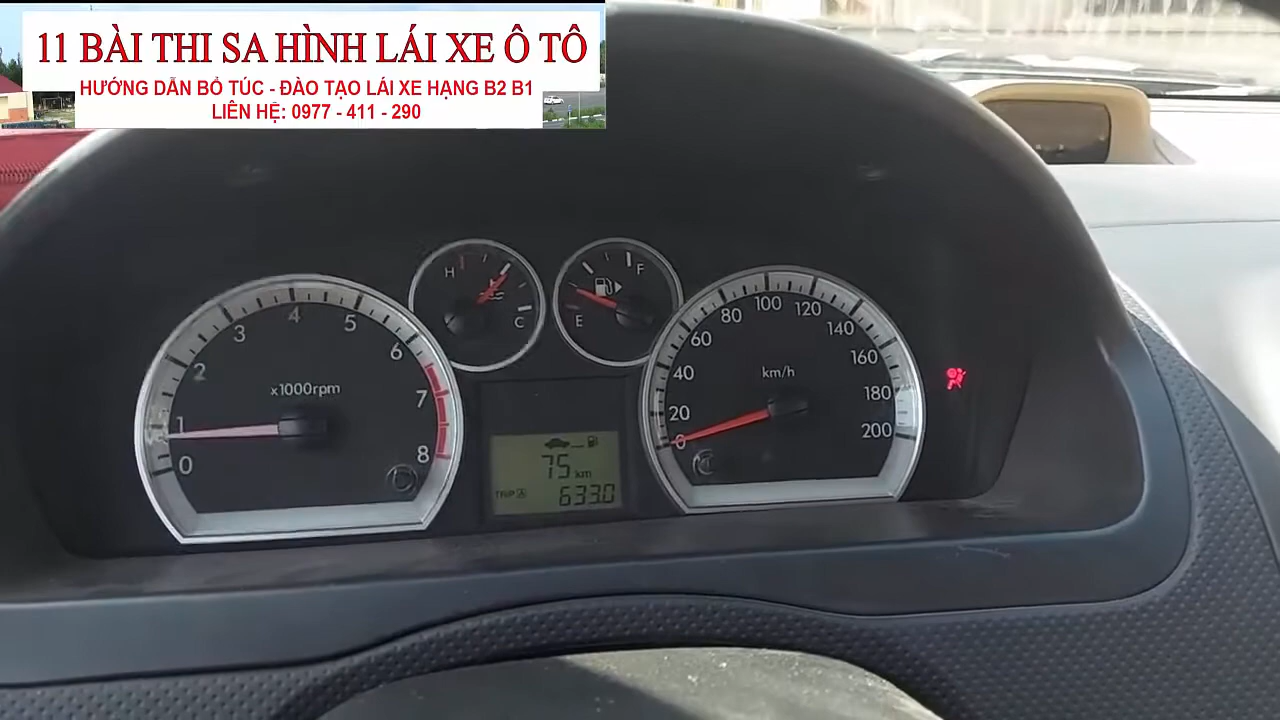 11 BÀI THI SA HÌNH LÁI XE Ô TÔ
HƯỚNG DẪN BỔ TÚC - ĐÀO TẠO LÁI XE HẠNG B2 B1
LIÊN HỆ: 0977 - 411 - 290
H
C
F
E
0 1 2 3 4 5 6 7 8
x1000rpm
0 20 40 60 80 100 120 140 160 180 200
km/h
75 km
TRIP A 633.0